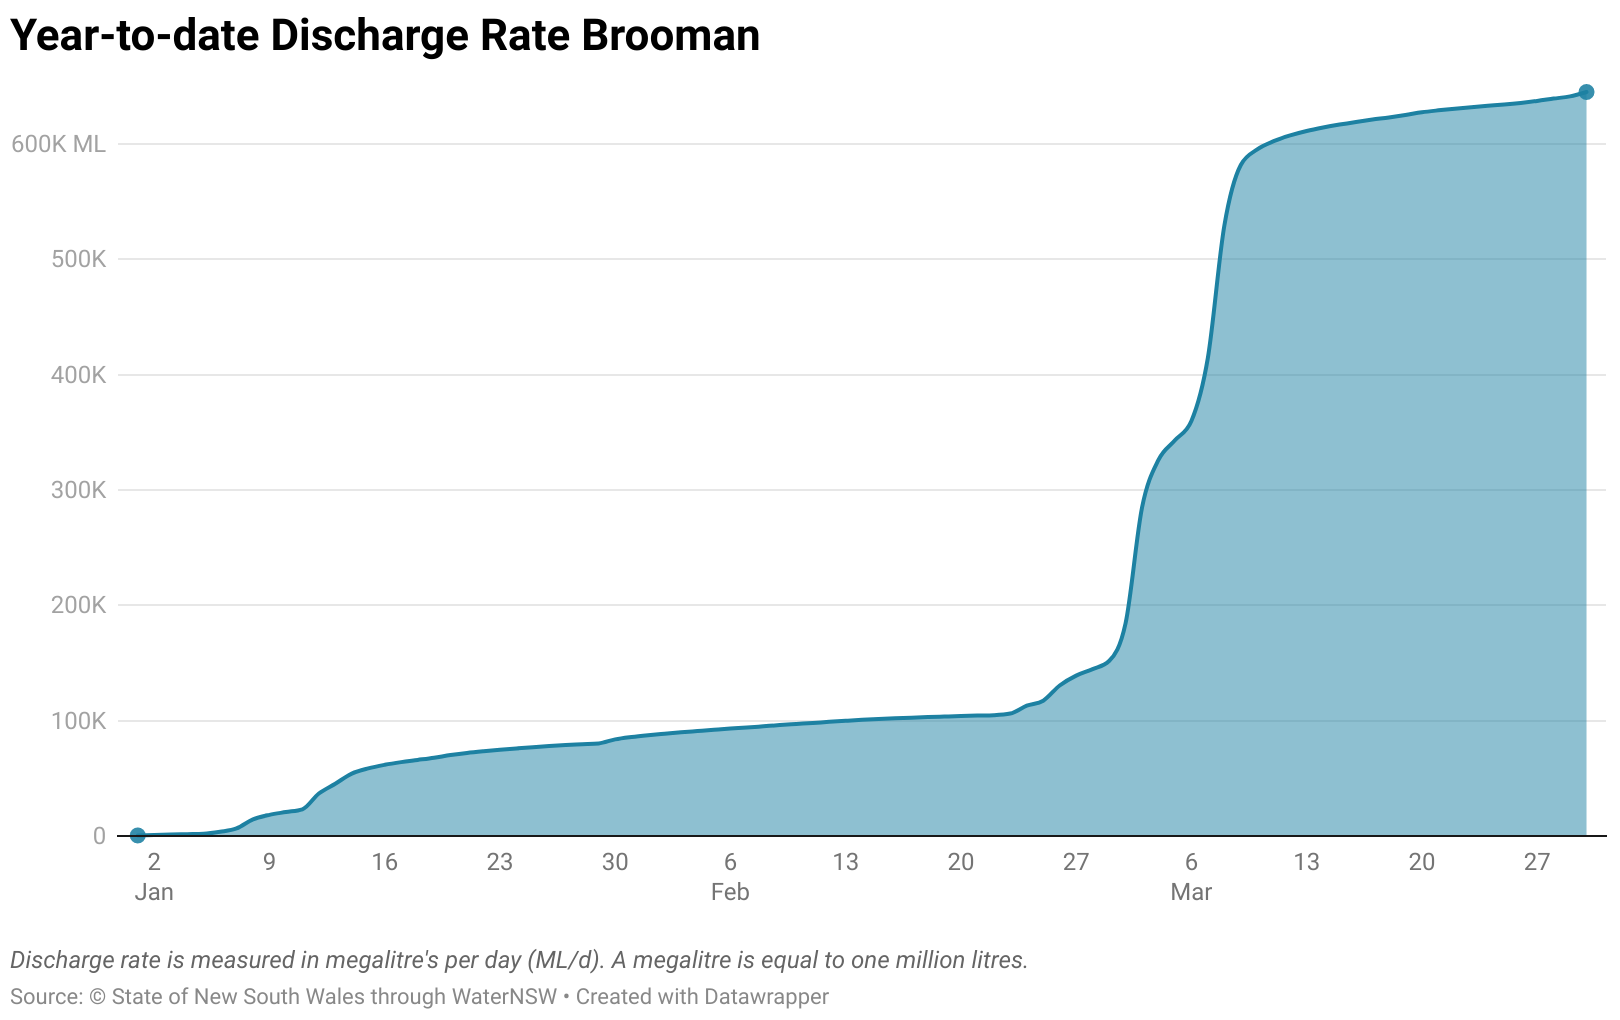 Year-to-date Discharge Rate Brooman
600K ML
500K
400K
300K
200K
100K
0
2 9 16 23 30 6 13 20 27 6 13 20 27
Jan Feb Mar
Discharge rate is measured in megalitre's per day (ML/d). A megalitre is equal to one million litres.
Source: © State of New South Wales through WaterNSW • Created with Datawrapper